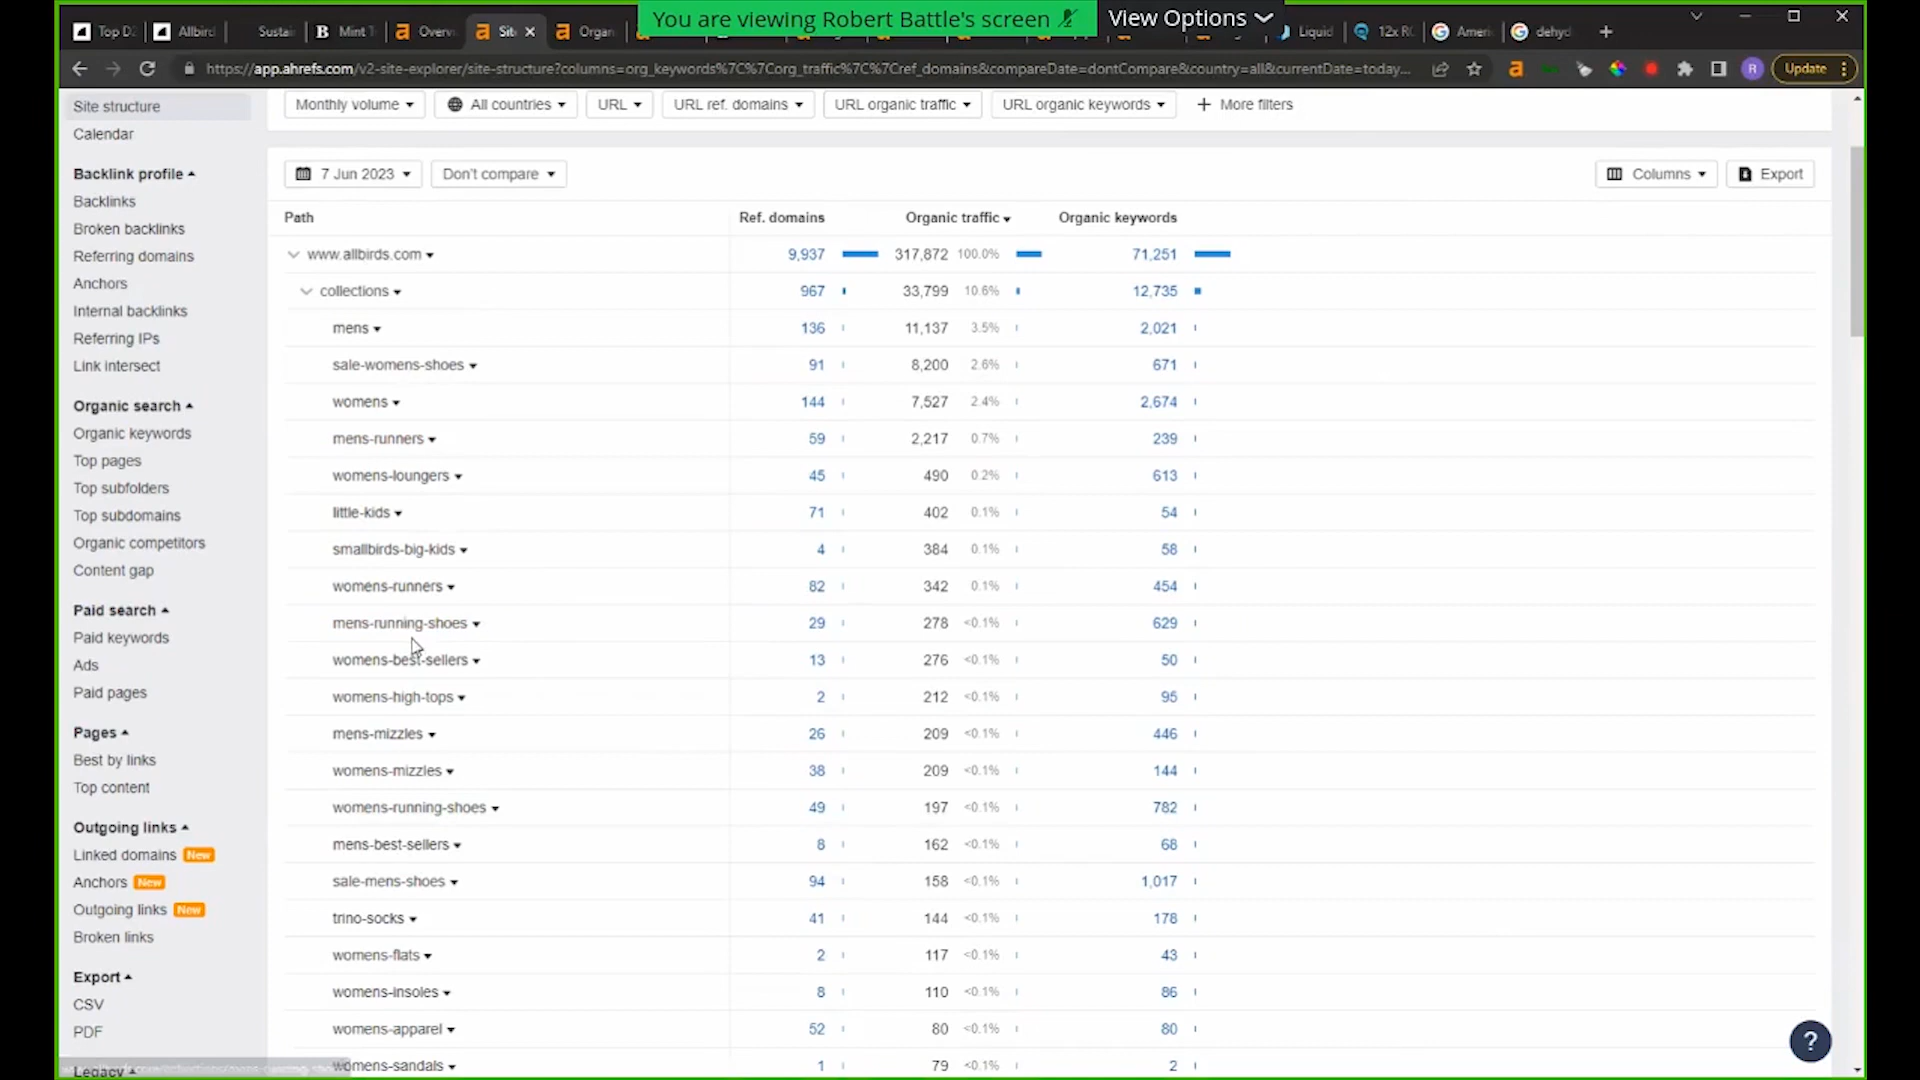 You are viewing Robert Battle's screen View Options
Top D Allbird Sustai Mint Overv Sit Organ Liquid 12x R Ameri dehyd
https://app.ahrefs.com/v2-site-explorer/site-structure?columns=org_keywords%7C%7Corg_traffic%7C%7Cref_domains&compareDate=dontCompare&country=all&currentDate=today... R Update
Site structure Monthly volume All countries URL URL ref. domains URL organic traffic URL organic keywords + More filters
Calendar
Backlink profile 7 Jun 2023 Don't compare Columns Export
Backlinks
Path Ref. domains Organic traffic Organic keywords
Broken backlinks
Referring domains www.allbirds.com 9,937 317,872 100.0% 71,251
Anchors collections 967 33,799 10.6% 12,735
Internal backlinks
Referring IPs mens 136 11,137 3.5% 2,021
Link intersect sale-womens-shoes 91 8,200 2.6% 671
Organic search womens 144 7,527 2.4% 2,674
Organic keywords mens-runners 59 2,217 0.7% 239
Top pages
Top subfolders womens-loungers 45 490 0.2% 613
Top subdomains little-kids 71 402 0.1% 54
Organic competitors smallbirds-big-kids 4 384 0.1% 58
Content gap womens-runners 82 342 0.1% 454
Paid search mens-running-shoes 29 278 <0.1% 629
Paid keywords
Ads womens-best-sellers 13 276 <0.1% 50
Paid pages womens-high-tops 2 212 <0.1% 95
Pages mens-mizzles 26 209 <0.1% 446
Best by links womens-mizzles 38 209 <0.1% 144
Top content womens-running-shoes 49 197 <0.1% 782
Outgoing links mens-best-sellers 8 162 <0.1% 68
Linked domains New
Anchors New sale-mens-shoes 94 158 <0.1% 1,017
Outgoing links New trino-socks 41 144 <0.1% 178
Broken links womens-flats 2 117 <0.1% 43
Export womens-insoles 8 110 <0.1% 86
CSV
PDF womens-apparel 52 80 <0.1% 80
Legacy womens-sandals 1 79 <0.1% 2
?